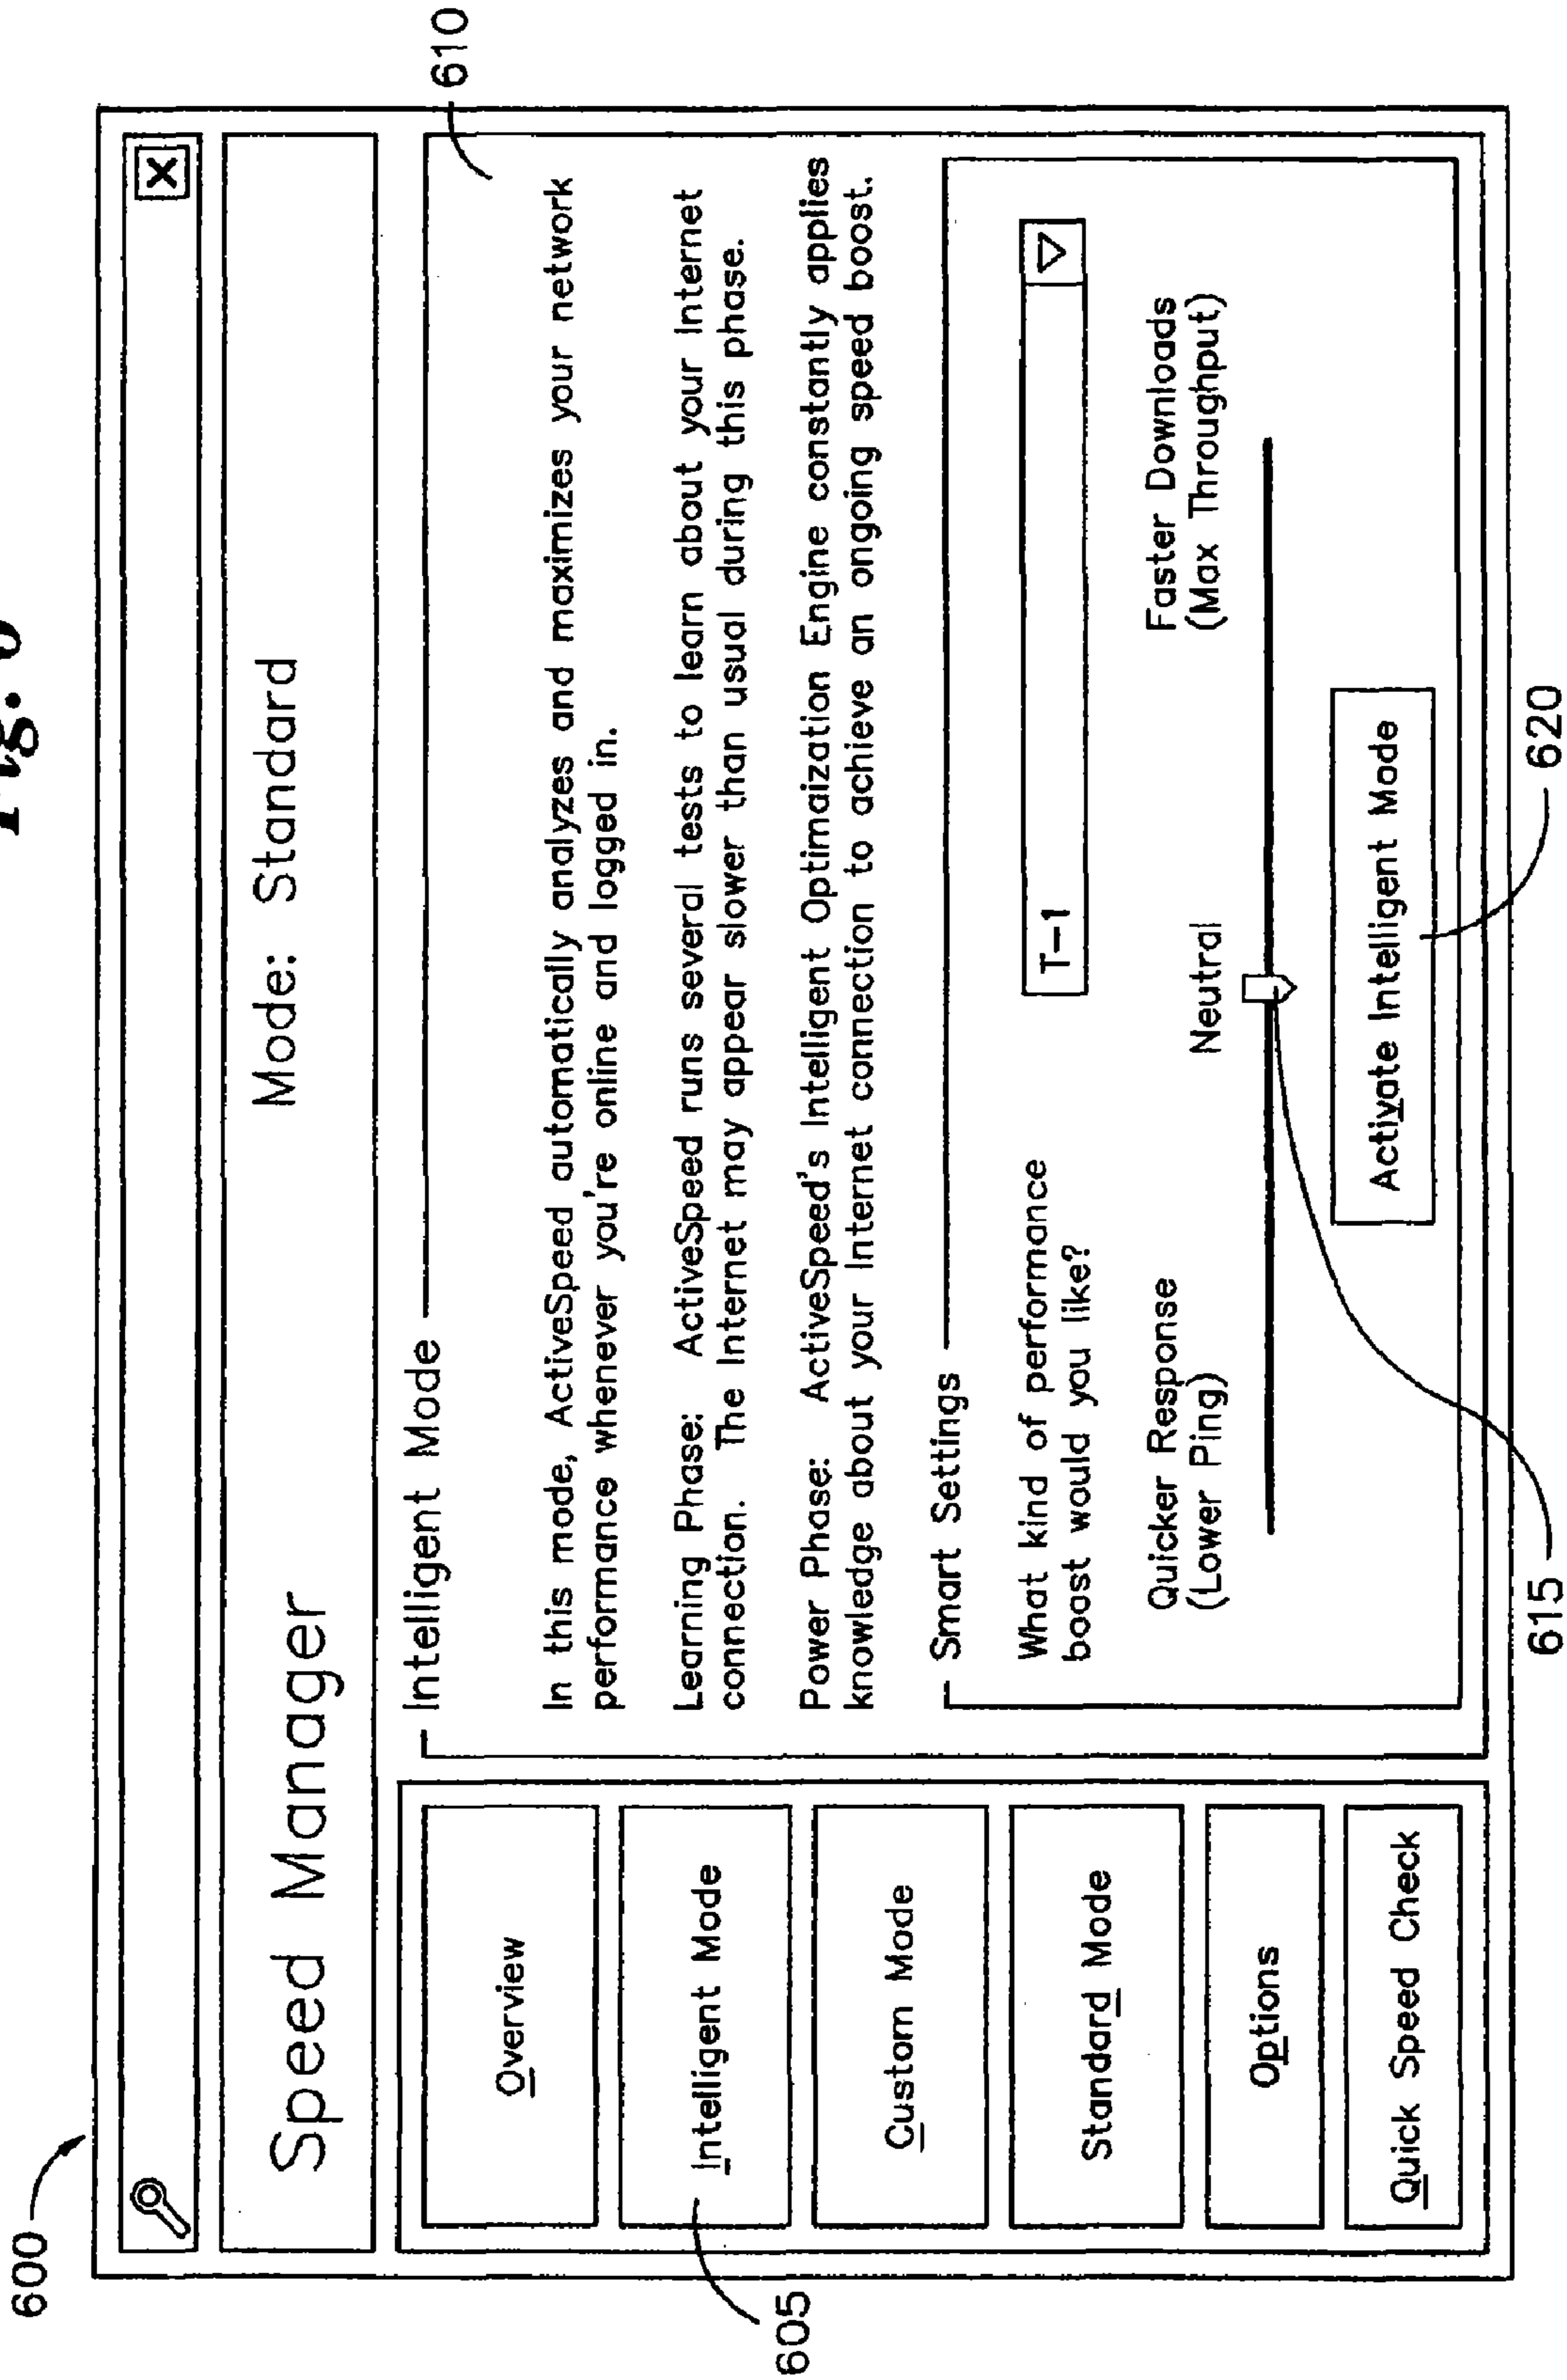 Fig. 6
600
Speed Manager
Mode: Standard
Overview
Intelligent Mode
605
Custom Mode
Standard Mode
Options
Quick Speed Check
Intelligent Mode
610
In this mode, ActiveSpeed automatically analyzes and maximizes your network
performance whenever you're online and logged in.
Learning Phase: ActiveSpeed runs several tests to learn about your Internet
connection. The Internet may appear slower than usual during this phase.
Power Phase: ActiveSpeed's Intelligent Optimaization Engine constantly applies
knowledge about your Internet connection to achieve an ongoing speed boost.
Smart Settings
What kind of performance
boost would you like?
T-1
Quicker Response
(Lower Ping)
Neutral
Faster Downloads
(Max Throughput)
Activate Intelligent Mode
615
620